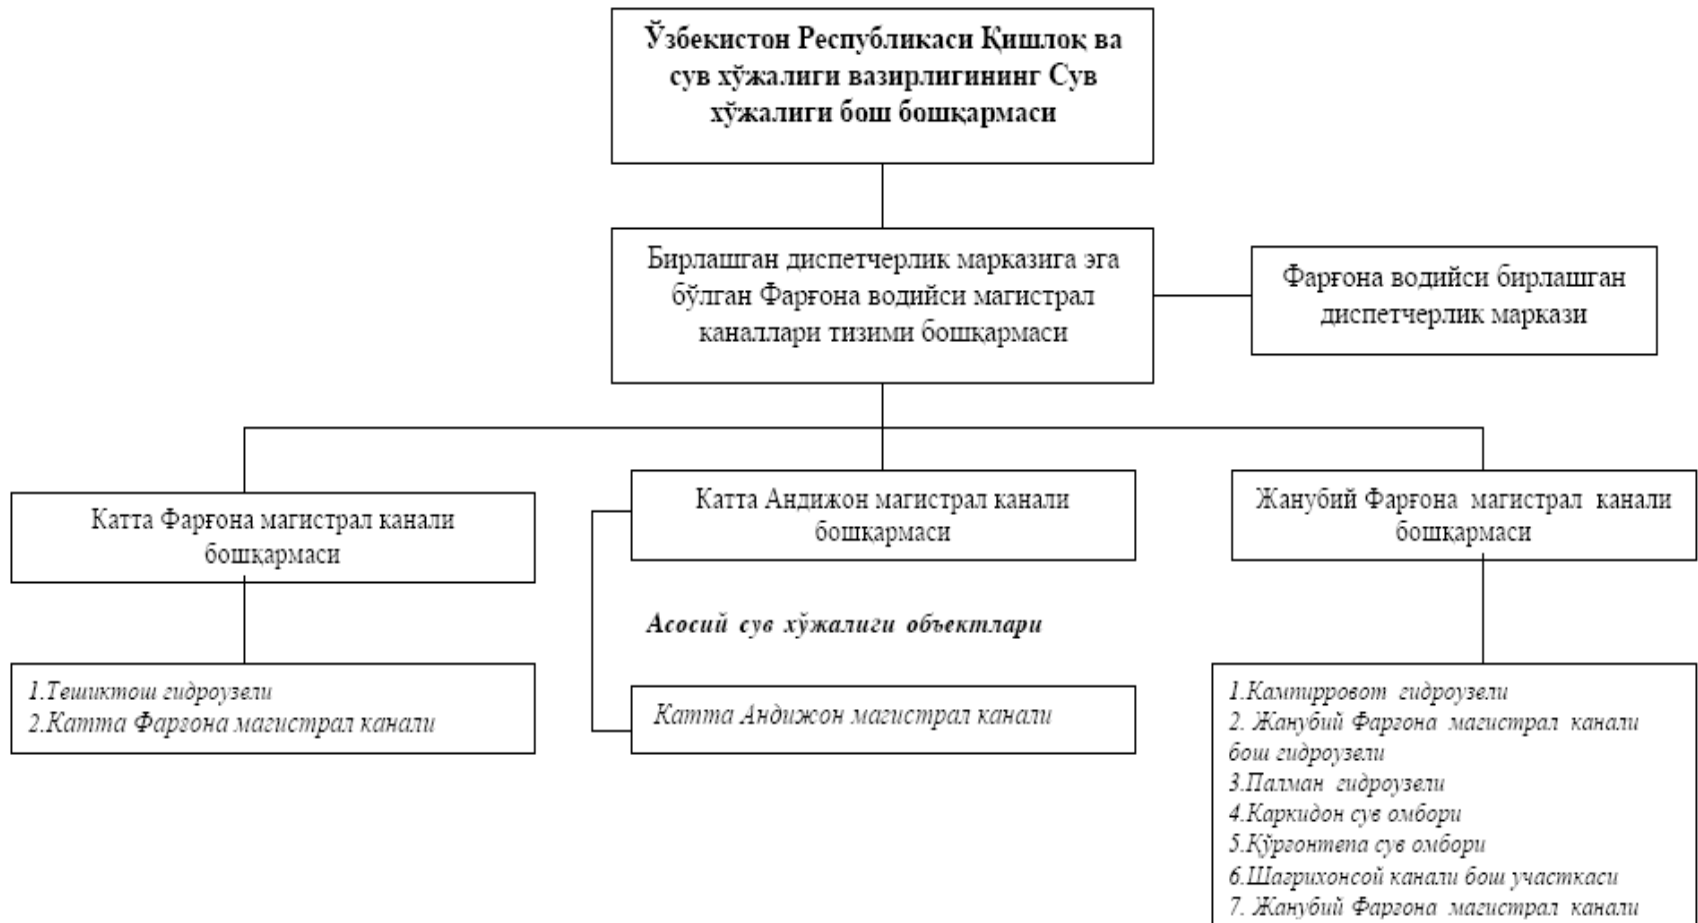 Ўзбекистон Республикаси Қишлоқ ва
сув хўжалиги вазирлигининг Сув
хўжалиги бош бошқармаси
Бирлашган диспетчерлик марказига эга
бўлган Фарғона водийси магистрал
каналлари тизими бошқармаси
Фарғона водийси бирлашган
диспетчерлик маркази
Катта Фарғона магистрал канали
бошқармаси
Катта Андижон магистрал канали
бошқармаси
Жанубий Фарғона магистрал канали
бошқармаси
Асосий сув хўжалиги объектлари
1.Тешиктош гидроузели
2.Катта Фарғона магистрал канали
Катта Андижон магистрал канали
1.Кампирровот гидроузели
2. Жанубий Фарғона магистрал канали
бош гидроузели
3.Палман гидроузели
4.Каркидон сув омбори
5.Қўрғонтепа сув омбори
6.Шағрихонсой канали бош участкаси
7. Жанубий Фарғона магистрал канали